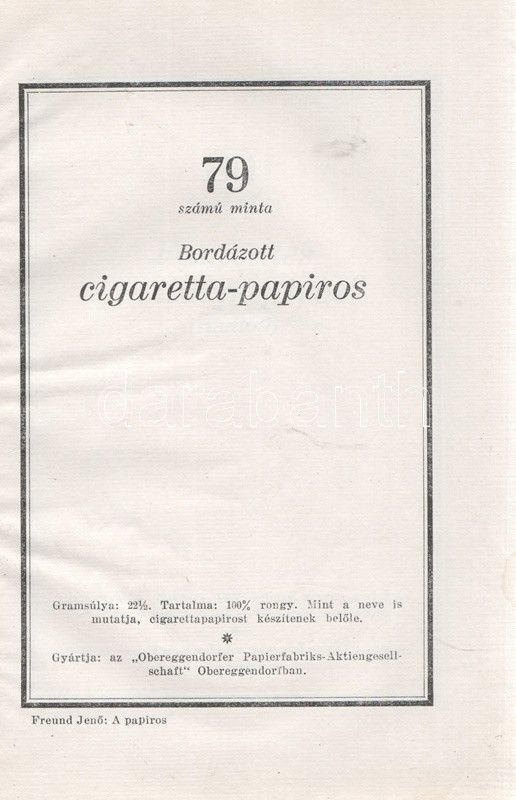 79
számú minta
Bordázott
cigaretta-papiros
darabanth
Gramsúlya: 22½. Tartalma: 100% rongy. Mint a neve is
mutatja, cigarettapapirost készítenek belőle.
*
Gyártja: az „Obereggendorfer Papierfabriks-Aktiengesell-
schaft“ Obereggendorfban.
Freund Jenő: A papiros